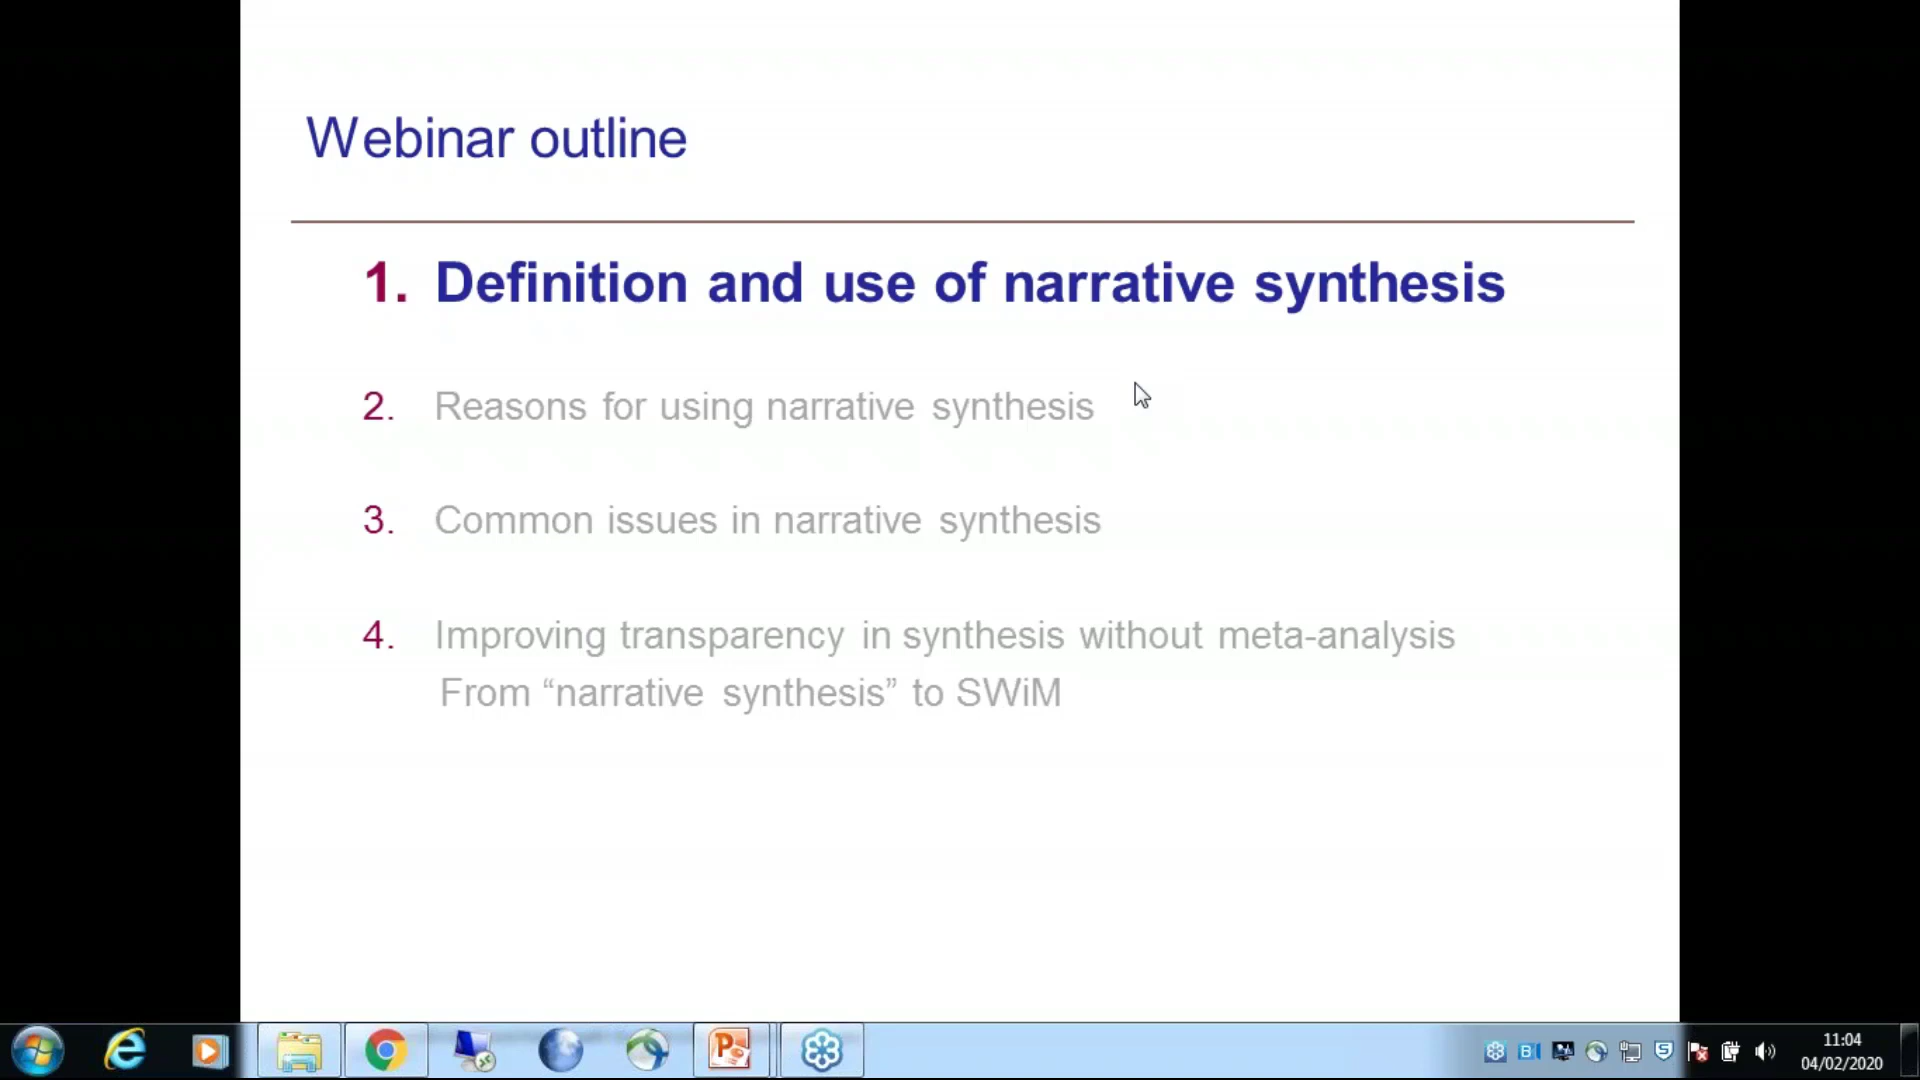 Webinar outline
1. Definition and use of narrative synthesis
2. Reasons for using narrative synthesis
3. Common issues in narrative synthesis
4. Improving transparency in synthesis without meta-analysis
From “narrative synthesis” to SWiM
11:04
04/02/2020